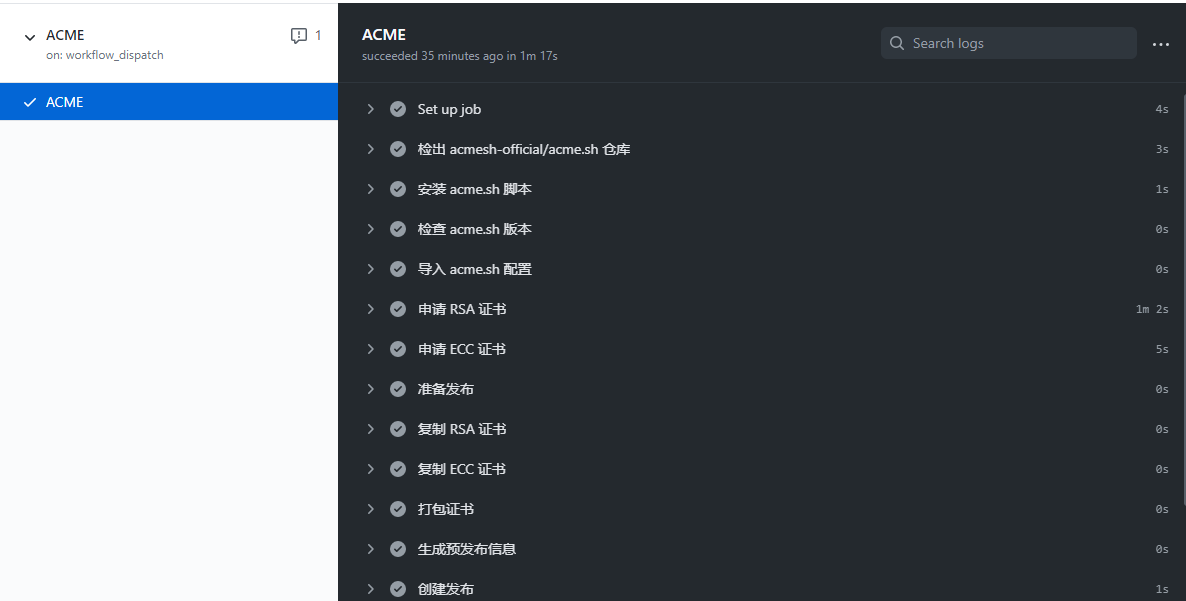 ACME
1
on: workflow_dispatch
ACME
ACME
succeeded 35 minutes ago in 1m 17s
Search logs
Set up job 4s
检出 acmesh-official/acme.sh 仓库 3s
安装 acme.sh 脚本 1s
检查 acme.sh 版本 0s
导入 acme.sh 配置 0s
申请 RSA 证书 1m 2s
申请 ECC 证书 5s
准备发布 0s
复制 RSA 证书 0s
复制 ECC 证书 0s
打包证书 0s
生成预发布信息 0s
创建发布 1s